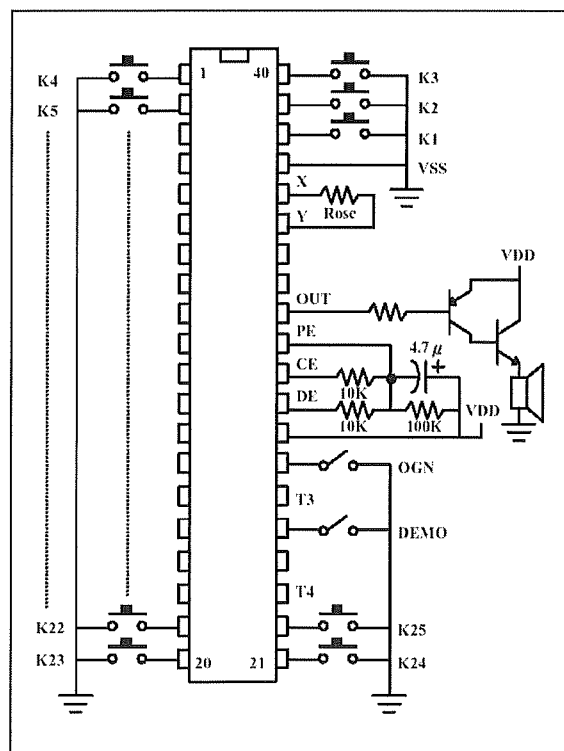 K4 1 40 K3
K5 K2
K1
VSS
X
Y Rosc
OUT VDD
PE 4.7 μ
+
CE 10K
DE 10K 100K VDD
OGN
T3
DEMO
T4
K22 K25
K23 20 21 K24